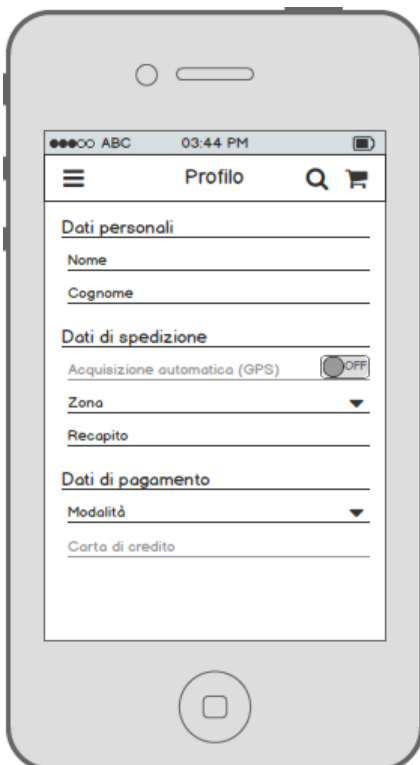 ABC 03:44 PM
Profilo
Dati personali
Nome
Cognome
Dati di spedizione
Acquisizione automatica (GPS) OFF
Zona
Recapito
Dati di pagamento
Modalità
Carta di credito